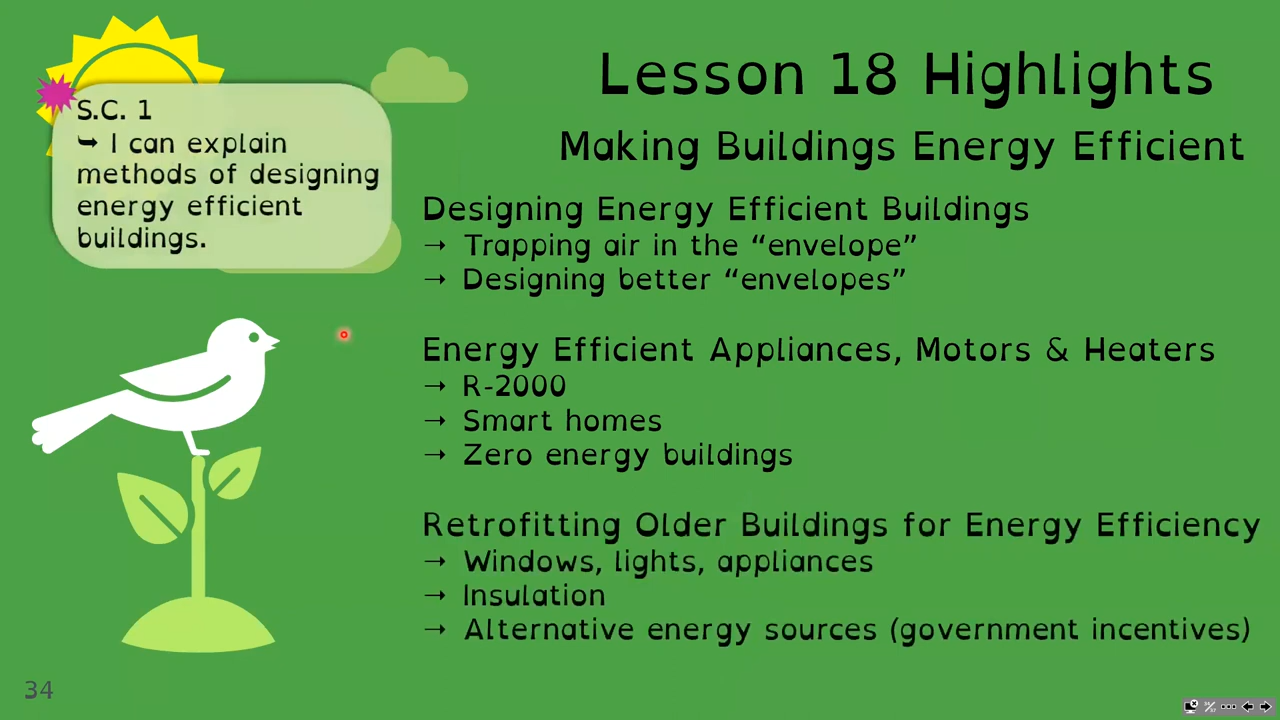 Lesson 18 Highlights
Making Buildings Energy Efficient
S.C. 1
➥ I can explain
methods of designing
energy efficient
buildings.
Designing Energy Efficient Buildings
→ Trapping air in the “envelope”
→ Designing better “envelopes”
Energy Efficient Appliances, Motors & Heaters
→ R-2000
→ Smart homes
→ Zero energy buildings
Retrofitting Older Buildings for Energy Efficiency
→ Windows, lights, appliances
→ Insulation
→ Alternative energy sources (government incentives)
34